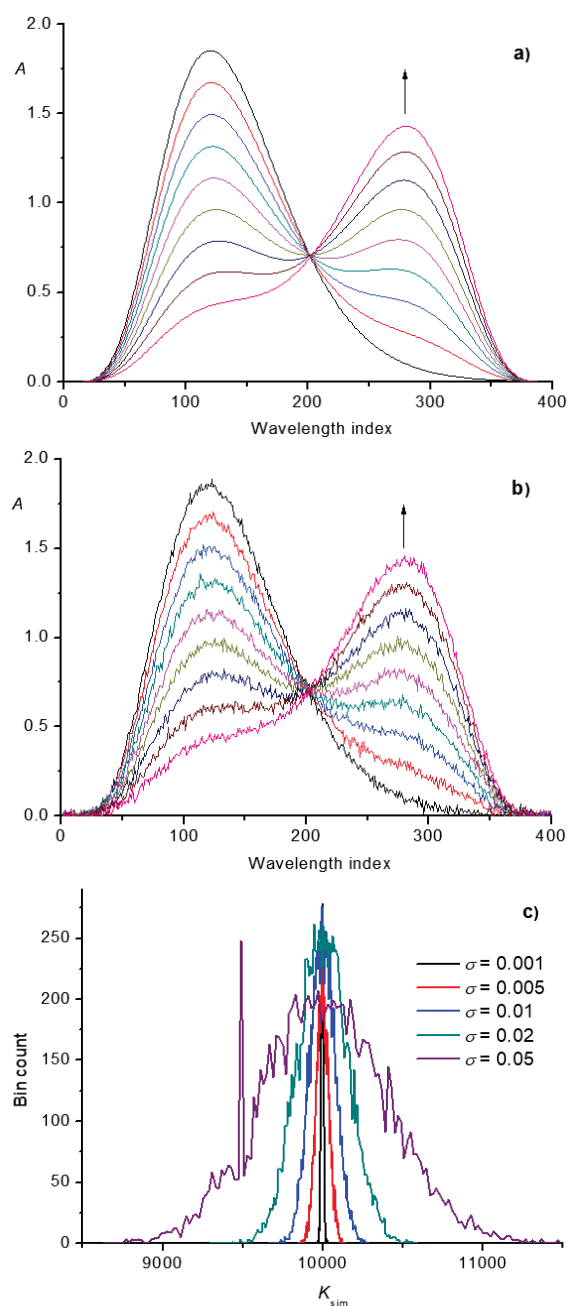 2.0
a)
A
1.5
1.0
0.5
0.0
0 100 200 300 400
Wavelength index
2.0
b)
A
1.5
1.0
0.5
0.0
0 100 200 300 400
Wavelength index
c)
250
200
150
100
50
0
Bin count
σ = 0.001
σ = 0.005
σ = 0.01
σ = 0.02
σ = 0.05
9000 10000 11000
K sim